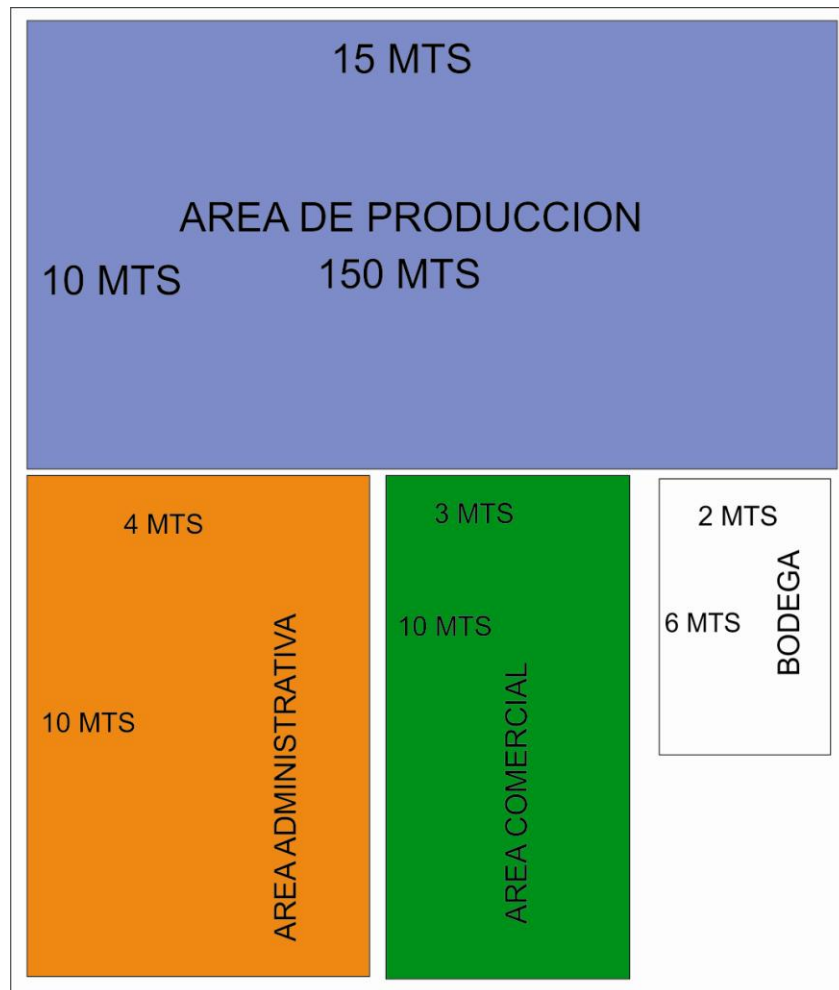 15 MTS
AREA DE PRODUCCION
10 MTS
150 MTS
4 MTS
10 MTS
AREA ADMINISTRATIVA
3 MTS
10 MTS
AREA COMERCIAL
2 MTS
6 MTS
BODEGA